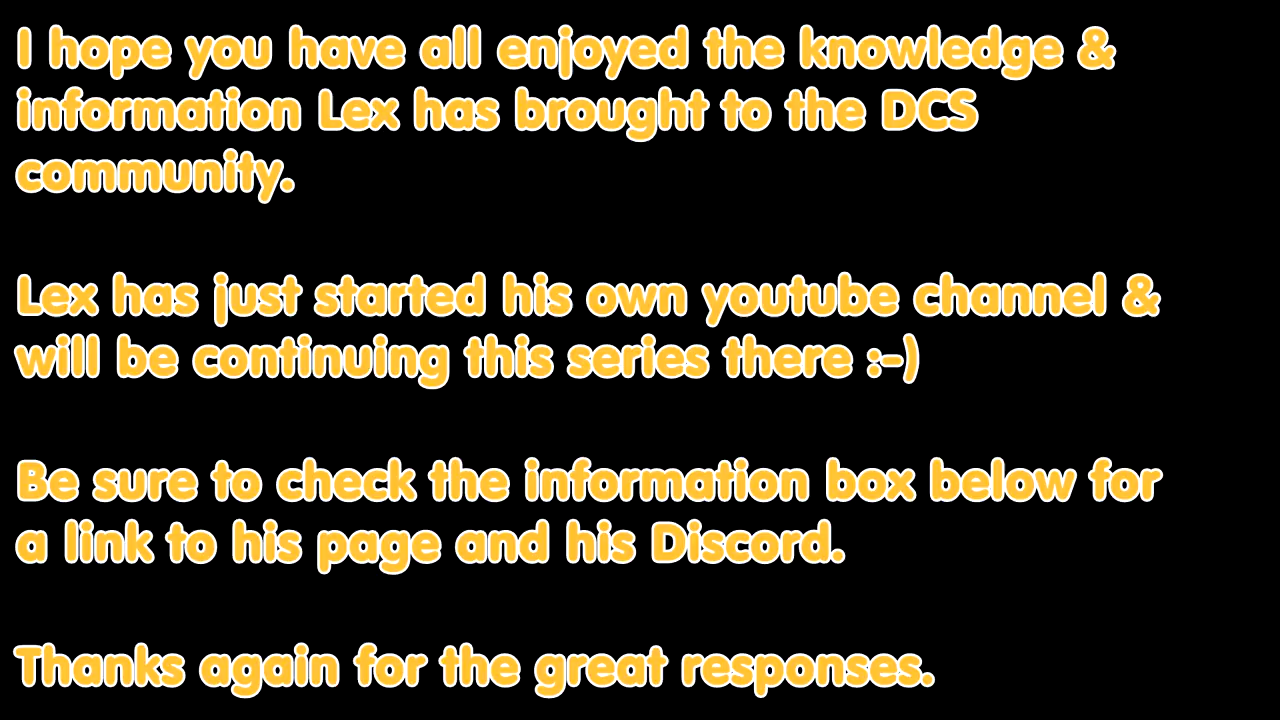 I hope you have all enjoyed the knowledge &
information Lex has brought to the DCS
community.
Lex has just started his own youtube channel &
will be continuing this series there :-)
Be sure to check the information box below for
a link to his page and his Discord.
Thanks again for the great responses.